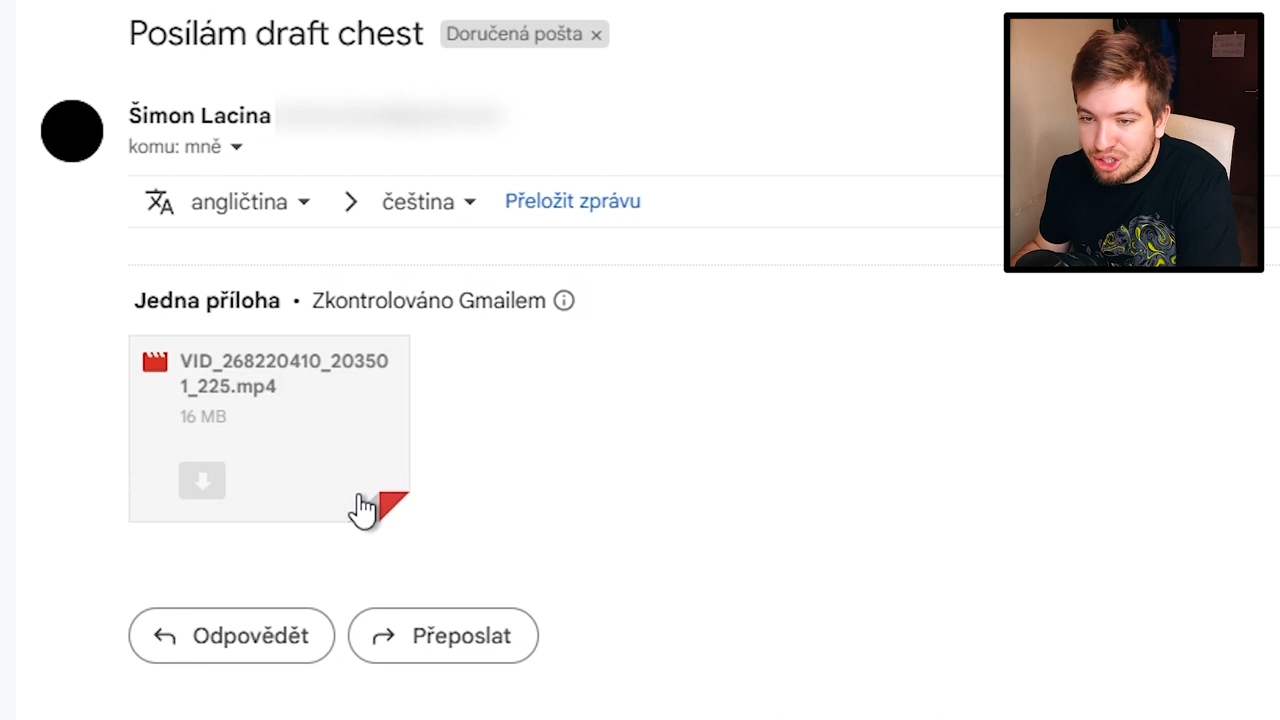 Posílám draft chest
Doručená pošta ×
Šimon Lacina
komu: mně
angličtina
čeština
Přeložit zprávu
Jedna příloha • Zkontrolováno Gmailem
VID_268220410_20350
1_225.mp4
16 MB
Odpovědět
Přeposlat